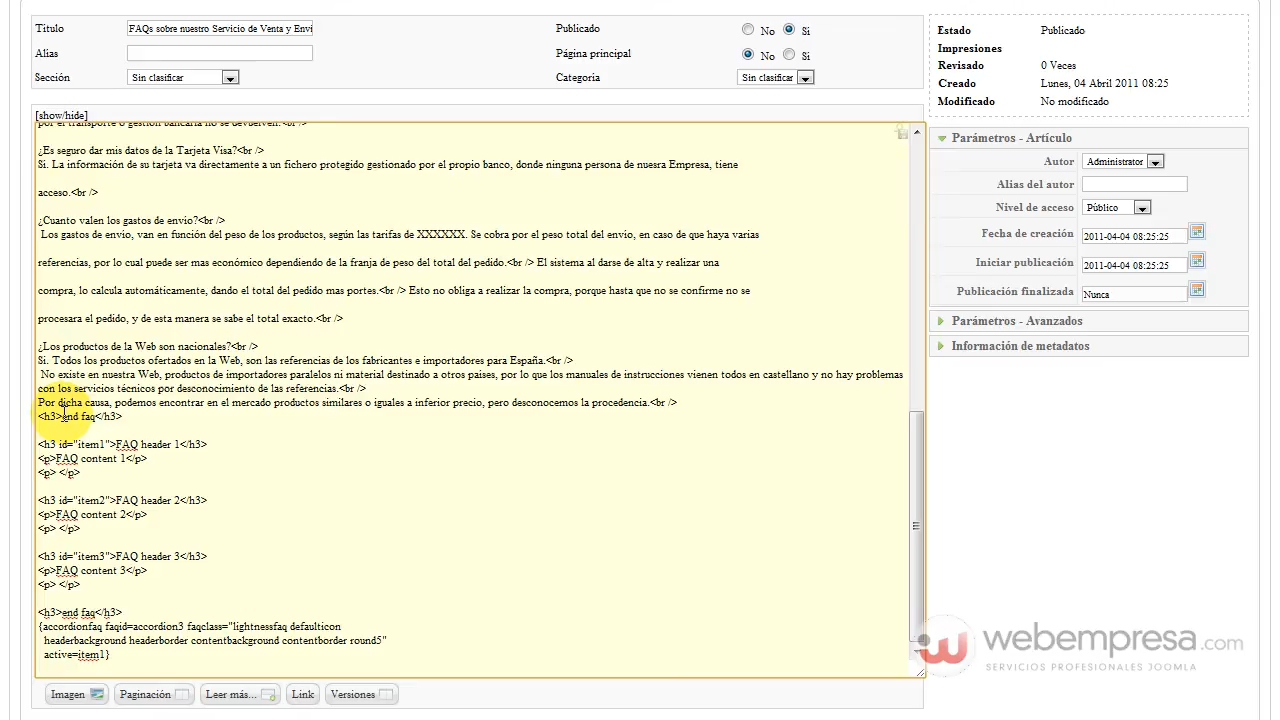 Titulo
FAQs sobre nuestro Servicio de Venta y Envi
Publicado
No
Si
Alias
Página principal
No
Si
Sección
Sin clasificar
Categoria
Sin clasificar
Estado
Publicado
Impresiones
Revisado
0 Veces
Creado
Lunes, 04 Abril 2011 08:25
Modificado
No modificado
[show/hide]
por el transporte o gestion bancaria no se devuelven.<br />
¿Es seguro dar mis datos de la Tarjeta Visa?<br />
Si. La información de su tarjeta va directamente a un fichero protegido gestionado por el propio banco, donde ninguna persona de nuesra Empresa, tiene
acceso.<br />
¿Cuanto valen los gastos de envio?<br />
Los gastos de envio, van en función del peso de los productos, según las tarifas de XXXXXX. Se cobra por el peso total del envio, en caso de que haya varias
referencias, por lo cual puede ser mas económico dependiendo de la franja de peso del total del pedido.<br /> El sistema al darse de alta y realizar una
compra, lo calcula automáticamente, dando el total del pedido mas portes.<br /> Esto no obliga a realizar la compra, porque hasta que no se confirme no se
procesara el pedido, y de esta manera se sabe el total exacto.<br />
¿Los productos de la Web son nacionales?<br />
Si. Todos los productos ofertados en la Web, son las referencias de los fabricantes e importadores para España.<br />
No existe en nuestra Web, productos de importadores paralelos ni material destinado a otros países, por lo que los manuales de instrucciones vienen todos en castellano y no hay problemas
con los servicios técnicos por desconocimiento de las referencias.<br />
Por dicha causa, podemos encontrar en el mercado productos similares o iguales a inferior precio, pero desconocemos la procedencia.<br />
<h3>end faq</h3>
<h3 id="item1">FAQ header 1</h3>
<p>FAQ content 1</p>
<p> </p>
<h3 id="item2">FAQ header 2</h3>
<p>FAQ content 2</p>
<p> </p>
<h3 id="item3">FAQ header 3</h3>
<p>FAQ content 3</p>
<p> </p>
<h3>end faq</h3>
{accordionfaq faqid=accordion3 faqclass="lightnessfaq defaulticon
headerbackground headerborder contentbackground contentborder round5"
active=item1}
Imagen
Paginación
Leer más...
Link
Versiones
Parámetros - Artículo
Autor
Administrator
Alias del autor
Nivel de acceso
Público
Fecha de creación
2011-04-04 08:25:25
Iniciar publicación
2011-04-04 08:25:25
Publicación finalizada
Nunca
Parámetros - Avanzados
Información de metadatos
webempresa.com
SERVICIOS PROFESIONALES JOOMLA